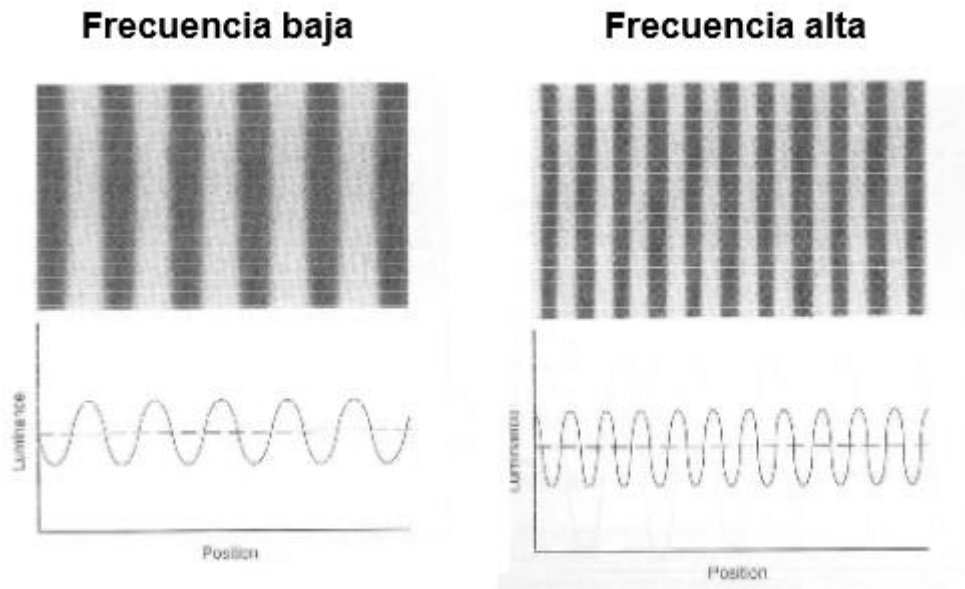 Frecuencia baja
Frecuencia alta
Luminance
Position
Luminance
Position